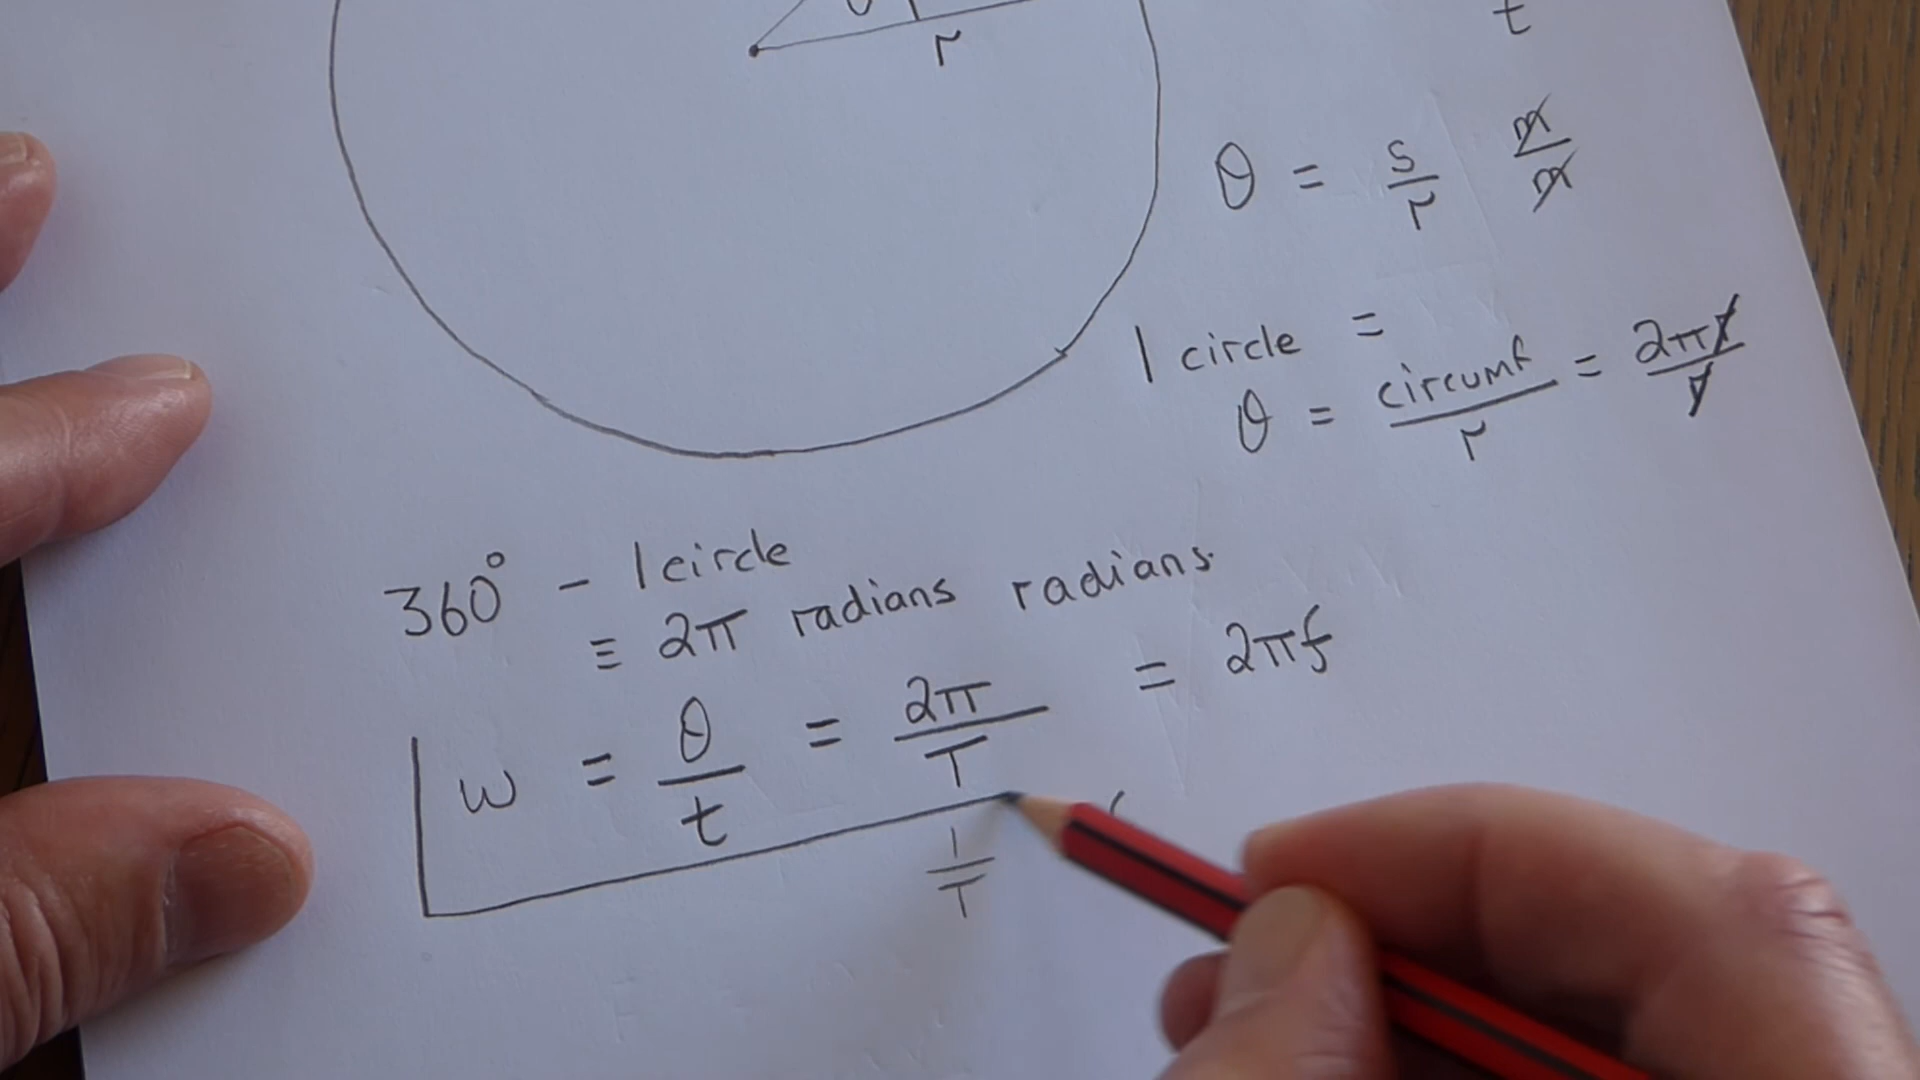 r
t
θ = s/r m/m
1 circle =
θ = circumf/r = 2πr/r
360° – 1 circle
≡ 2π radians radians.
ω = θ/t = 2π/T = 2πf
1/T